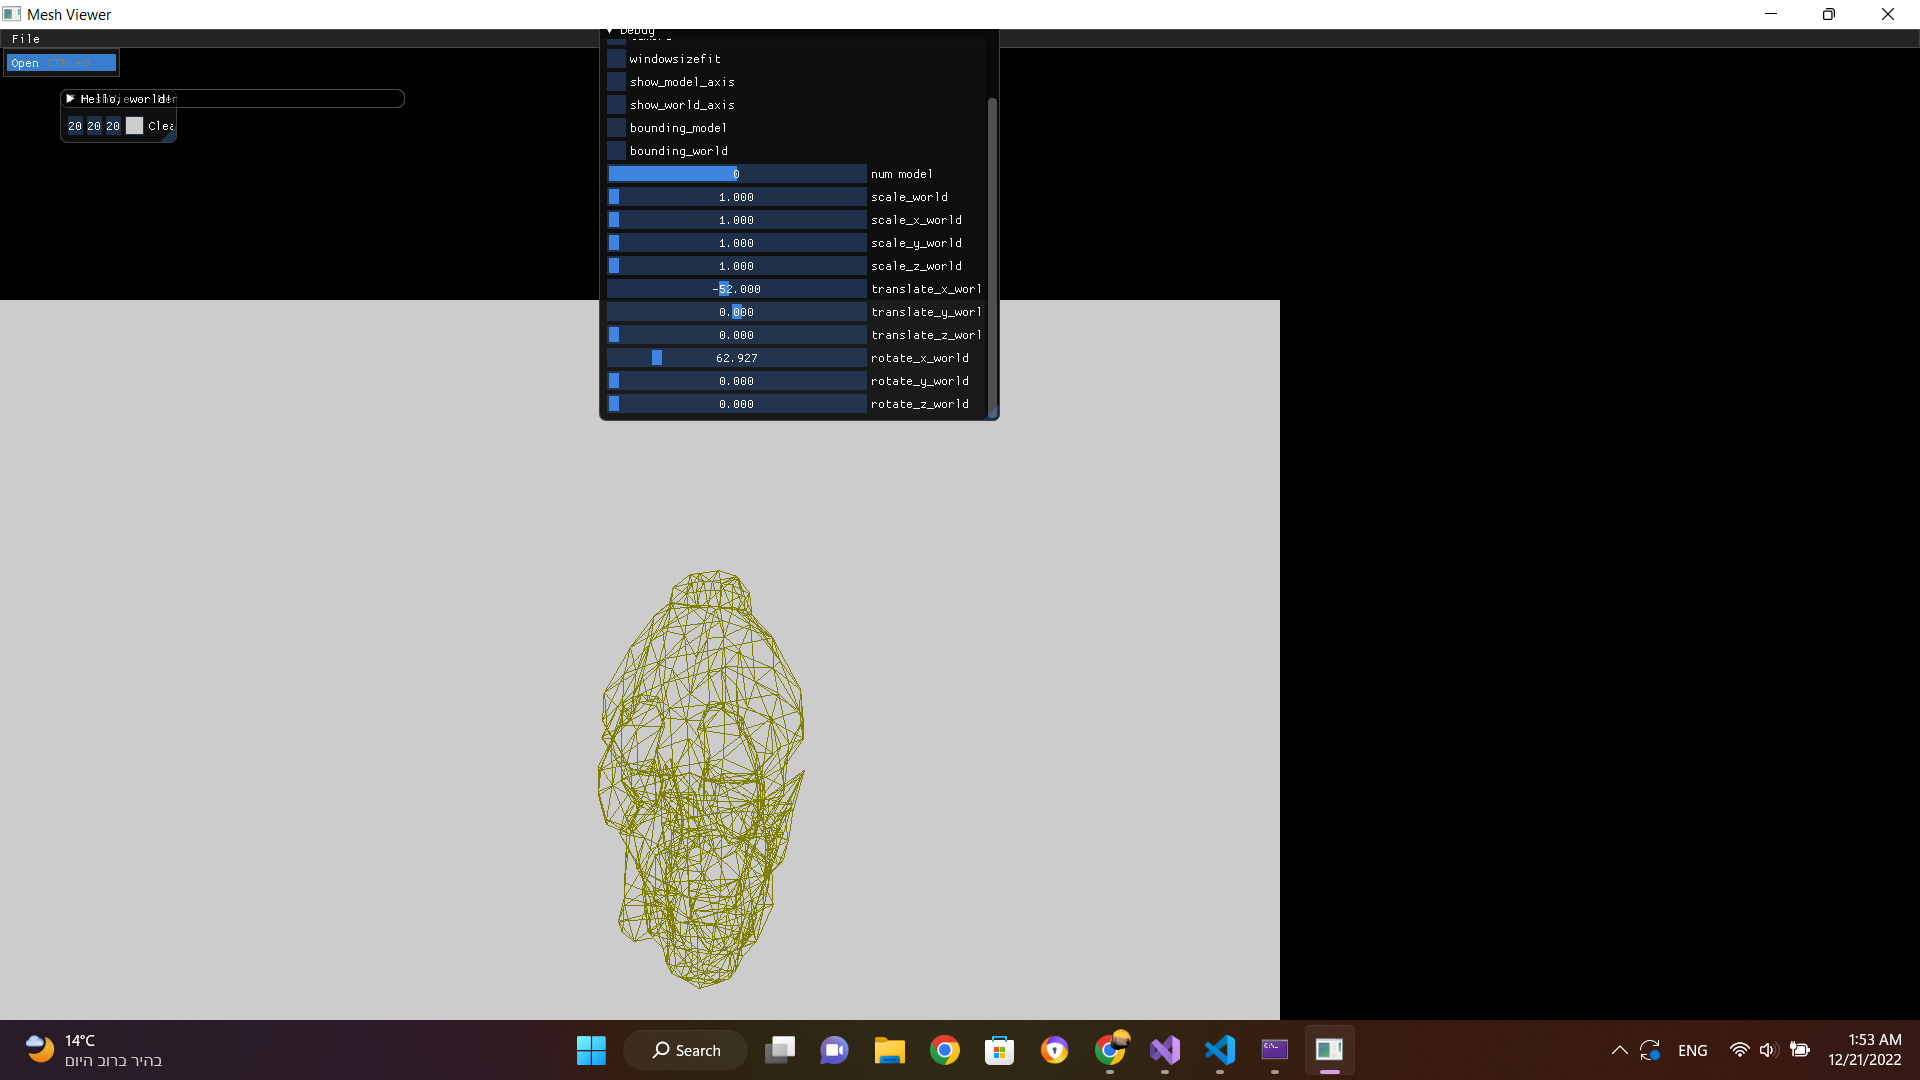 Mesh Viewer
File
Open CTRL+O
Hello, world!
20 20 20 Clea
Debug
windowsizefit
show_model_axis
show_world_axis
bounding_model
bounding_world
0 num model
1.000 scale_world
1.000 scale_x_world
1.000 scale_y_world
1.000 scale_z_world
-52.000 translate_x_worl
0.000 translate_y_worl
0.000 translate_z_worl
62.927 rotate_x_world
0.000 rotate_y_world
0.000 rotate_z_world
14°C
בהיר ברוב היום
Search
ENG
1:53 AM
12/21/2022